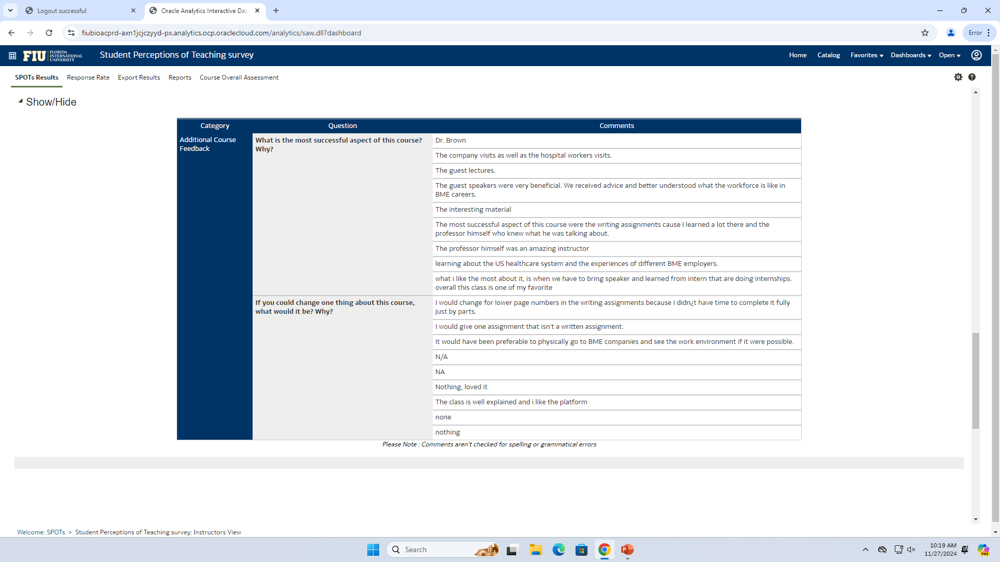 Logout successful
Oracle Analytics Interactive Das
fiubioacprd-axn1jcjczyyd-px.analytics.ocp.oraclecloud.com/analytics/saw.dll?dashboard
Error
FIU FLORIDA INTERNATIONAL UNIVERSITY
Student Perceptions of Teaching survey
Home Catalog Favorites Dashboards Open
SPOTs Results Response Rate Export Results Reports Course Overall Assessment
Show/Hide
Category Question Comments
Additional Course
Feedback
What is the most successful aspect of this course?
Why?
Dr. Brown
The company visits as well as the hospital workers visits.
The guest lectures.
The guest speakers were very beneficial. We received advice and better understood what the workforce is like in
BME careers.
The interesting material
The most successful aspect of this course were the writing assignments cause I learned a lot there and the
professor himself who knew what he was talking about.
The professor himself was an amazing instructor
learning about the US healthcare system and the experiences of different BME employers.
what i like the most about it, is when we have to bring speaker and learned from intern that are doing internships.
overall this class is one of my favorite
If you could change one thing about this course,
what would it be? Why?
I would change for lower page numbers in the writing assignments because I didn¿t have time to complete it fully
just by parts.
I would give one assignment that isn't a written assignment.
It would have been preferable to physically go to BME companies and see the work environment if it were possible.
N/A
NA
Nothing, loved it
The class is well explained and i like the platform
none
nothing
Please Note : Comments aren't checked for spelling or grammatical errors
Welcome: SPOTs > Student Perceptions of Teaching survey: Instructors View
Search
10:19 AM
11/27/2024
PRE